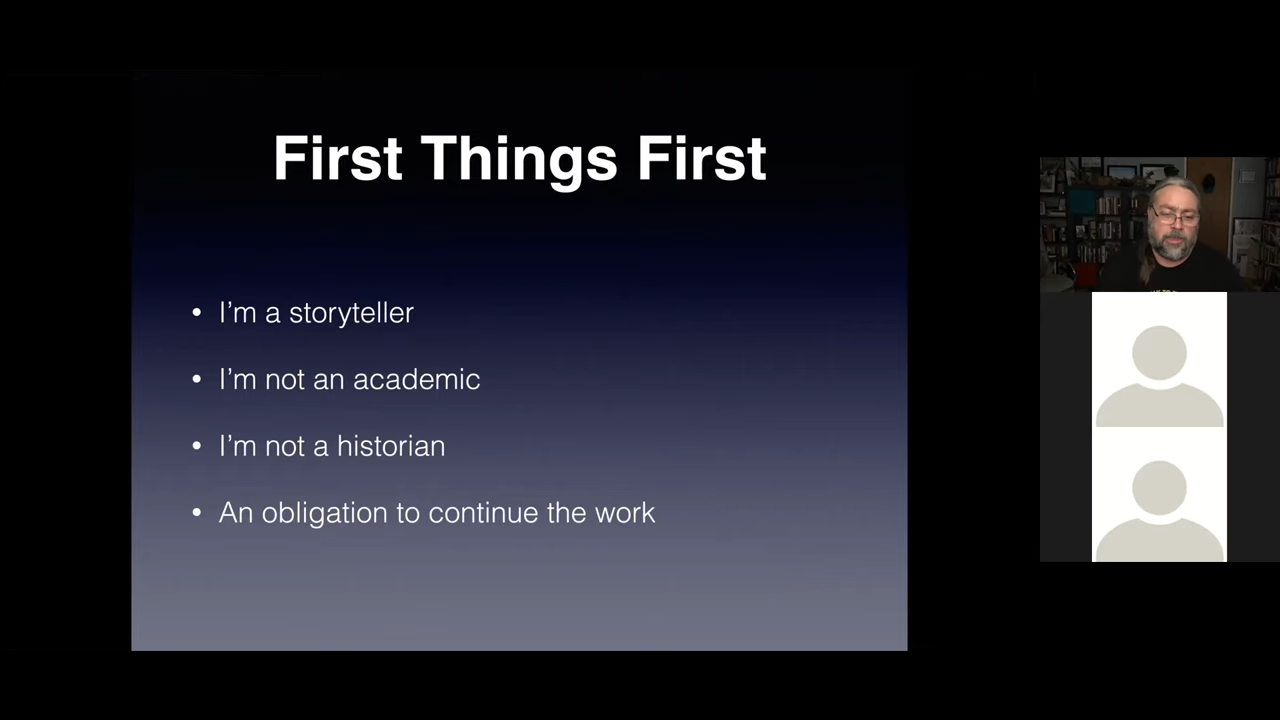 First Things First
• I'm a storyteller
• I'm not an academic
• I'm not a historian
• An obligation to continue the work